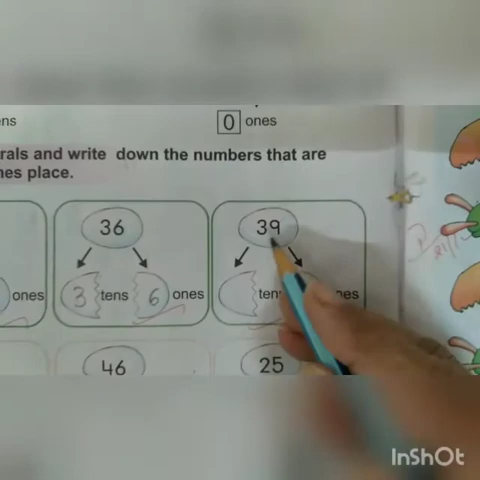 ens
0 ones
rals and write down the numbers that are
nes place.
36 39
ones 3 tens 6 ones ten nes
46 25
InShOt